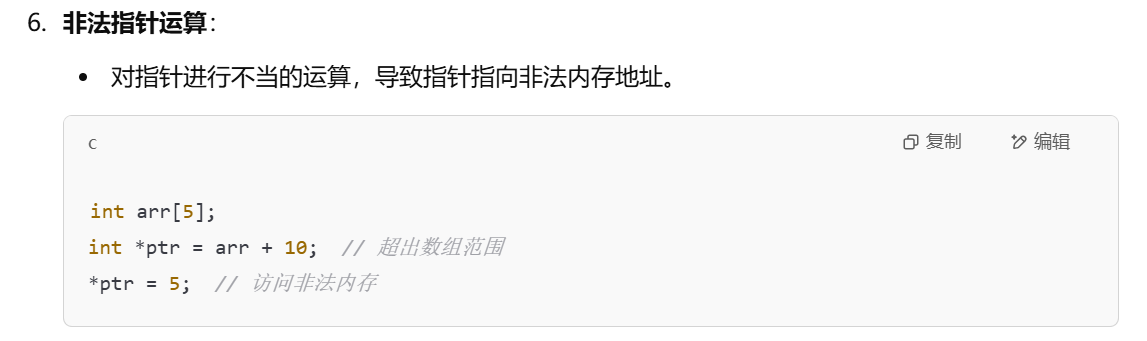 6. 非法指针运算：
• 对指针进行不当的运算，导致指针指向非法内存地址。
c 复制 编辑
int arr[5];
int *ptr = arr + 10;  // 超出数组范围
*ptr = 5;  // 访问非法内存